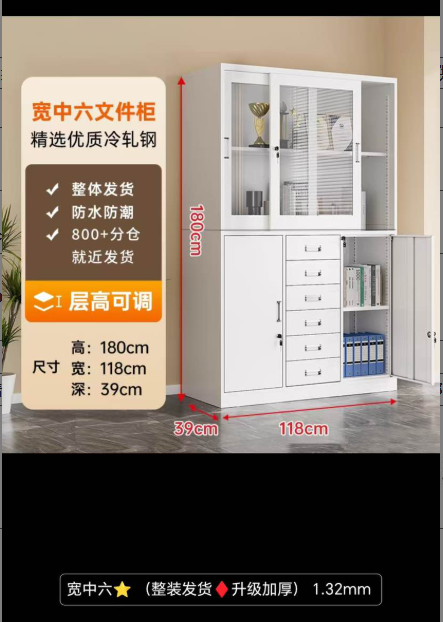 宽中六文件柜
精选优质冷轧钢
整体发货
防水防潮
800+分仓
就近发货
层高可调
尺寸
高：180cm
宽：118cm
深：39cm
180cm
39cm
118cm
宽中六⭐（整装发货♦️升级加厚） 1.32mm